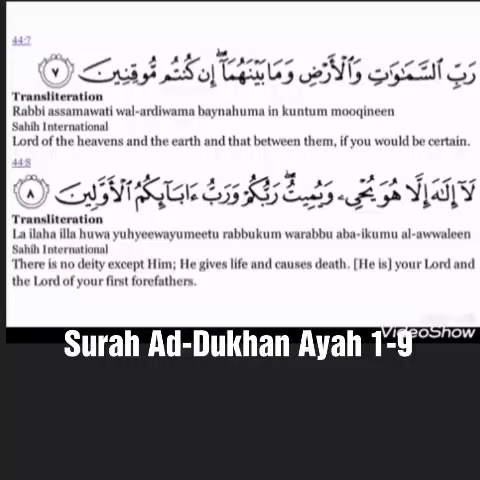 44:7
رَبِّ السَّمَـٰوَٰتِ وَالْأَرْضِ وَمَا بَيْنَهُمَا ۖ إِن كُنتُم مُّوقِنِينَ ٧
Transliteration
Rabbi assamawati wal-ardiwama baynahuma in kuntum mooqineen
Sahih International
Lord of the heavens and the earth and that between them, if you would be certain.
44:8
لَآ إِلَـٰهَ إِلَّا هُوَ يُحْىِۦ وَيُمِيتُ ۖ رَبُّكُمْ وَرَبُّ ءَابَآئِكُمُ الْأَوَّلِينَ ٨
Transliteration
La ilaha illa huwa yuhyeewayumeetu rabbukum warabbu aba-ikumu al-awwaleen
Sahih International
There is no deity except Him; He gives life and causes death. [He is] your Lord and
the Lord of your first forefathers.
VideoShow
Surah Ad-Dukhan Ayah 1-9